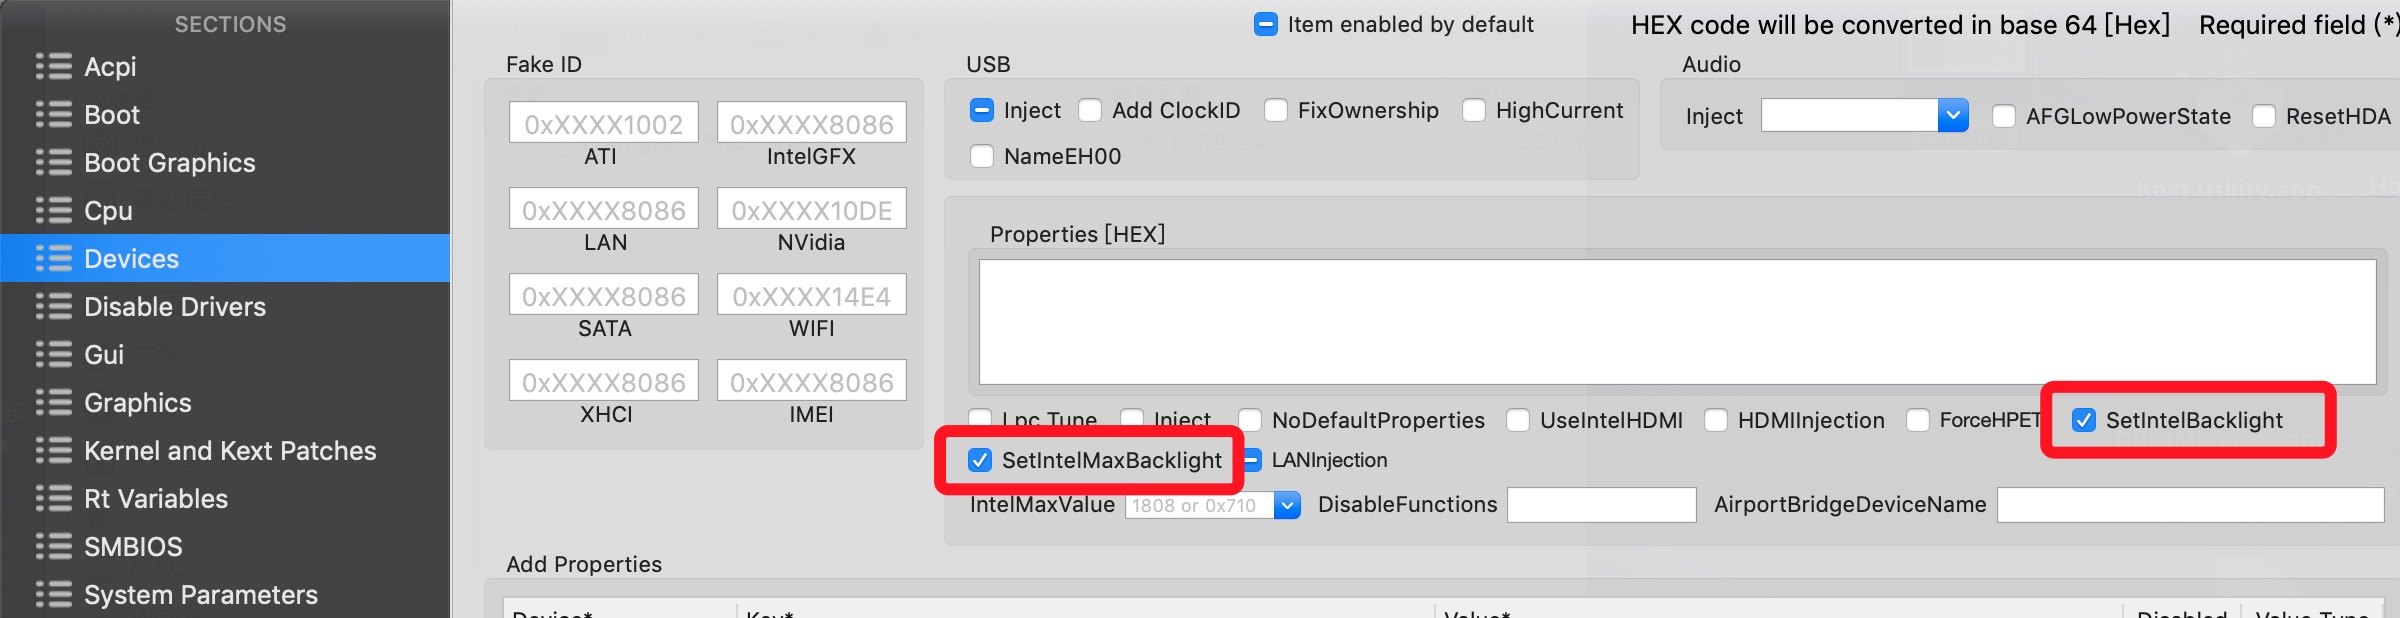 SECTIONS
Acpi
Boot
Boot Graphics
Cpu
Devices
Disable Drivers
Gui
Graphics
Kernel and Kext Patches
Rt Variables
SMBIOS
System Parameters
Item enabled by default
HEX code will be converted in base 64 [Hex]
Required field (*)
Fake ID
0xXXXX1002 0xXXXX8086
ATI IntelGFX
0xXXXX8086 0xXXXX10DE
LAN NVidia
0xXXXX8086 0xXXXX14E4
SATA WIFI
0xXXXX8086 0xXXXX8086
XHCI IMEI
USB
Inject Add ClockID FixOwnership HighCurrent
NameEH00
Audio
Inject AFGLowPowerState ResetHDA
Properties [HEX]
Lpc Tune Inject NoDefaultProperties UseIntelHDMI HDMIInjection ForceHPET SetIntelBacklight
SetIntelMaxBacklight LANInjection
IntelMaxValue 1808 or 0x710 DisableFunctions AirportBridgeDeviceName
Add Properties
Device* Key* Value* Disabled Value Type